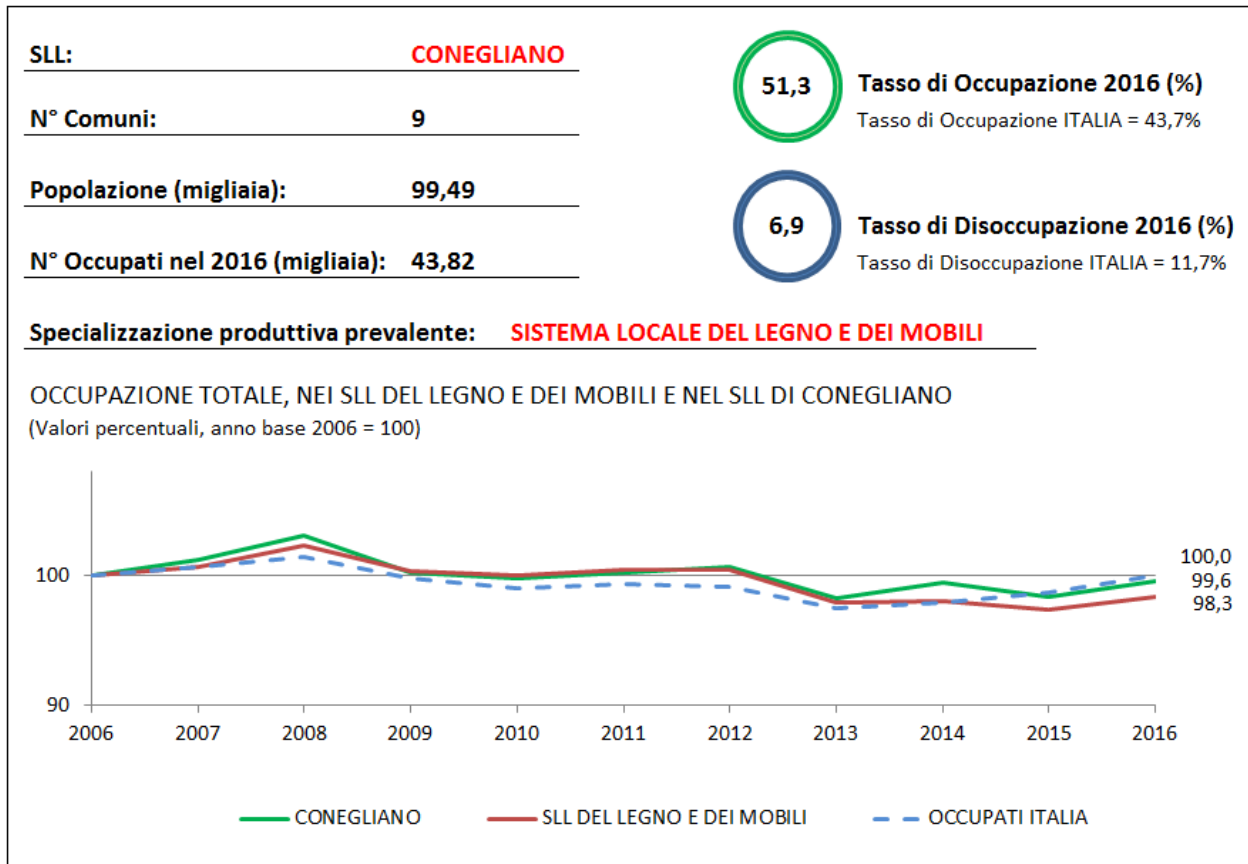 SLL: CONEGLIANO
N° Comuni: 9
Popolazione (migliaia): 99,49
N° Occupati nel 2016 (migliaia): 43,82
51,3 Tasso di Occupazione 2016 (%)
Tasso di Occupazione ITALIA = 43,7%
6,9 Tasso di Disoccupazione 2016 (%)
Tasso di Disoccupazione ITALIA = 11,7%
Specializzazione produttiva prevalente: SISTEMA LOCALE DEL LEGNO E DEI MOBILI
OCCUPAZIONE TOTALE, NEI SLL DEL LEGNO E DEI MOBILI E NEL SLL DI CONEGLIANO
(Valori percentuali, anno base 2006 = 100)
100
90
100,0
99,6
98,3
2006 2007 2008 2009 2010 2011 2012 2013 2014 2015 2016
CONEGLIANO SLL DEL LEGNO E DEI MOBILI OCCUPATI ITALIA